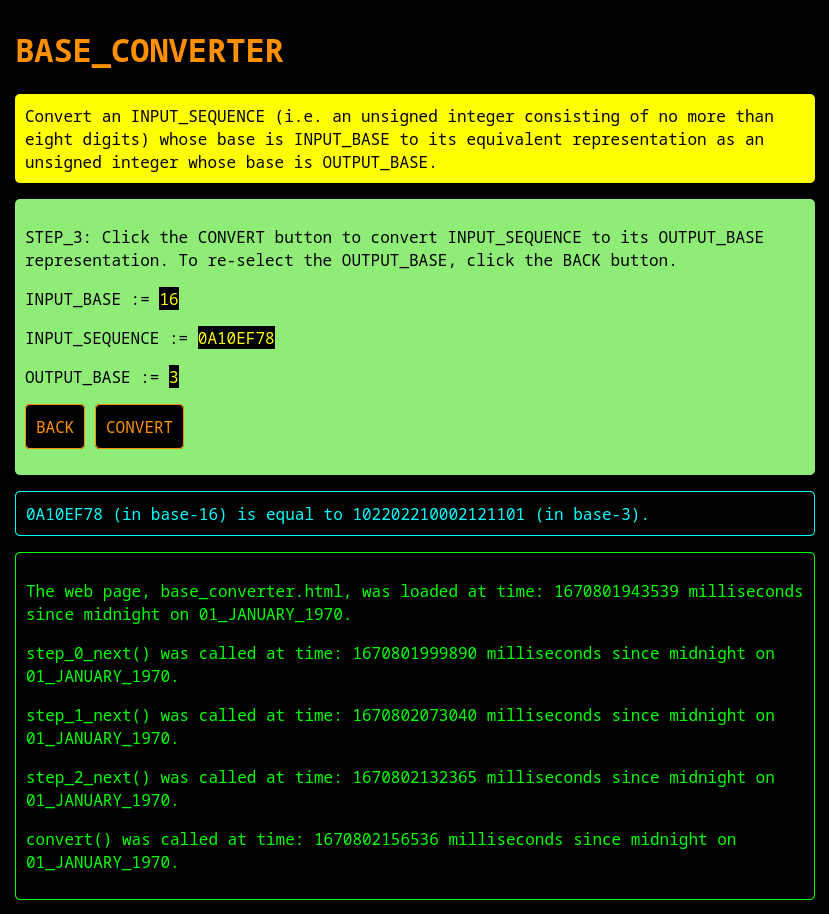 BASE_CONVERTER
Convert an INPUT_SEQUENCE (i.e. an unsigned integer consisting of no more than
eight digits) whose base is INPUT_BASE to its equivalent representation as an
unsigned integer whose base is OUTPUT_BASE.
STEP_3: Click the CONVERT button to convert INPUT_SEQUENCE to its OUTPUT_BASE
representation. To re-select the OUTPUT_BASE, click the BACK button.
INPUT_BASE := 16
INPUT_SEQUENCE := 0A10EF78
OUTPUT_BASE := 3
BACK CONVERT
0A10EF78 (in base-16) is equal to 102202210002121101 (in base-3).
The web page, base_converter.html, was loaded at time: 1670801943539 milliseconds
since midnight on 01_JANUARY_1970.
step_0_next() was called at time: 1670801999890 milliseconds since midnight on
01_JANUARY_1970.
step_1_next() was called at time: 1670802073040 milliseconds since midnight on
01_JANUARY_1970.
step_2_next() was called at time: 1670802132365 milliseconds since midnight on
01_JANUARY_1970.
convert() was called at time: 1670802156536 milliseconds since midnight on
01_JANUARY_1970.